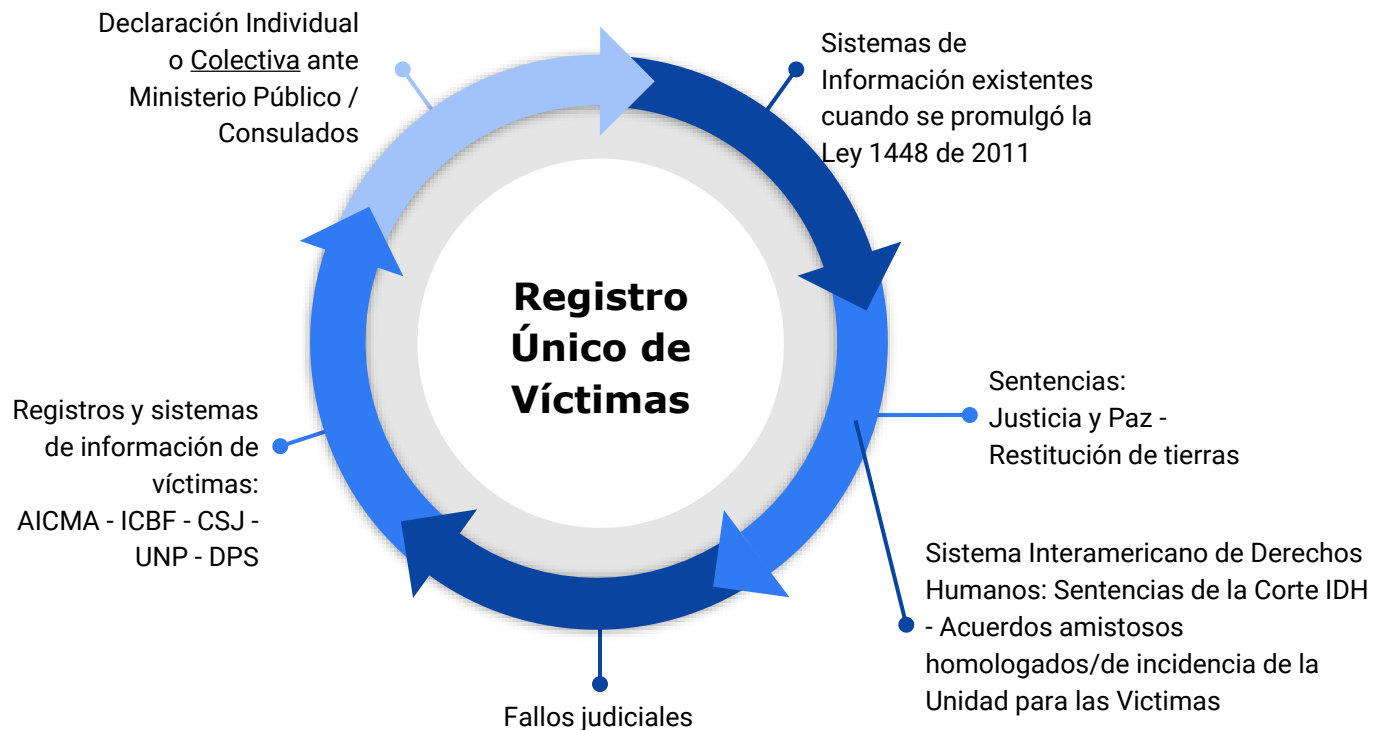 Declaración Individual
o Colectiva ante
Ministerio Público /
Consulados
Sistemas de
Información existentes
cuando se promulgó la
Ley 1448 de 2011
Registro
Único de
Víctimas
Sentencias:
Justicia y Paz -
Restitución de tierras
Registros y sistemas
de información de
víctimas:
AICMA - ICBF - CSJ -
UNP - DPS
Sistema Interamericano de Derechos
Humanos: Sentencias de la Corte IDH
- Acuerdos amistosos
homologados/de incidencia de la
Unidad para las Victimas
Fallos judiciales